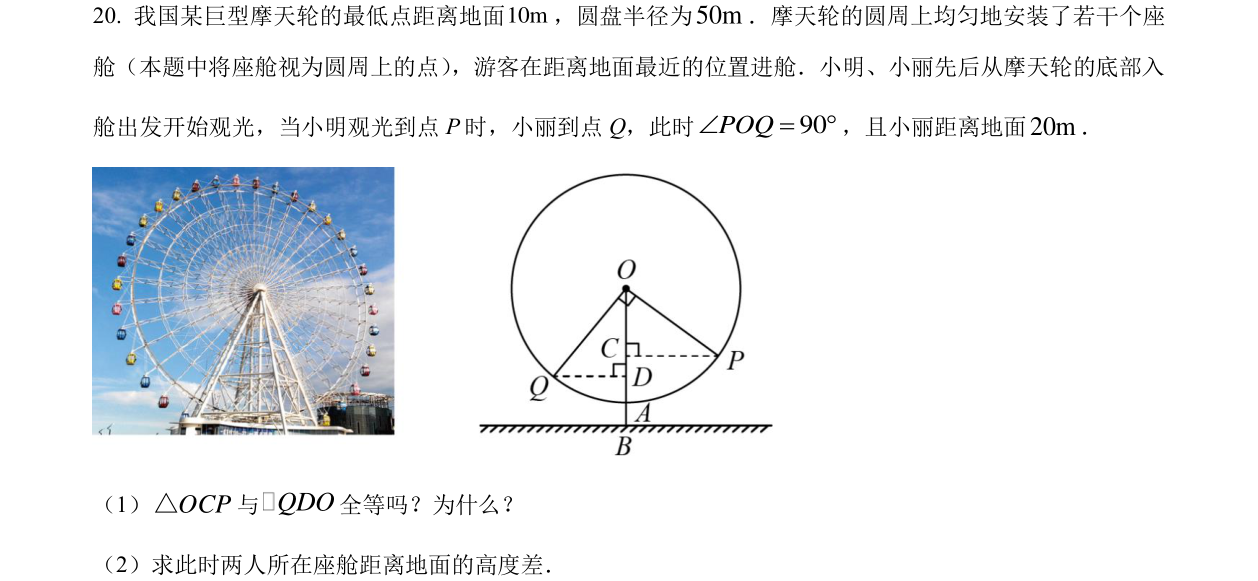 20. 我国某巨型摩天轮的最低点距离地面10m，圆盘半径为50m．摩天轮的圆周上均匀地安装了若干个座
舱（本题中将座舱视为圆周上的点），游客在距离地面最近的位置进舱．小明、小丽先后从摩天轮的底部入
舱出发开始观光，当小明观光到点 P 时，小丽到点 Q，此时∠POQ=90°，且小丽距离地面20m．
O
C
P
Q
D
A
B
（1）△OCP与□QDO全等吗？为什么？
（2）求此时两人所在座舱距离地面的高度差．